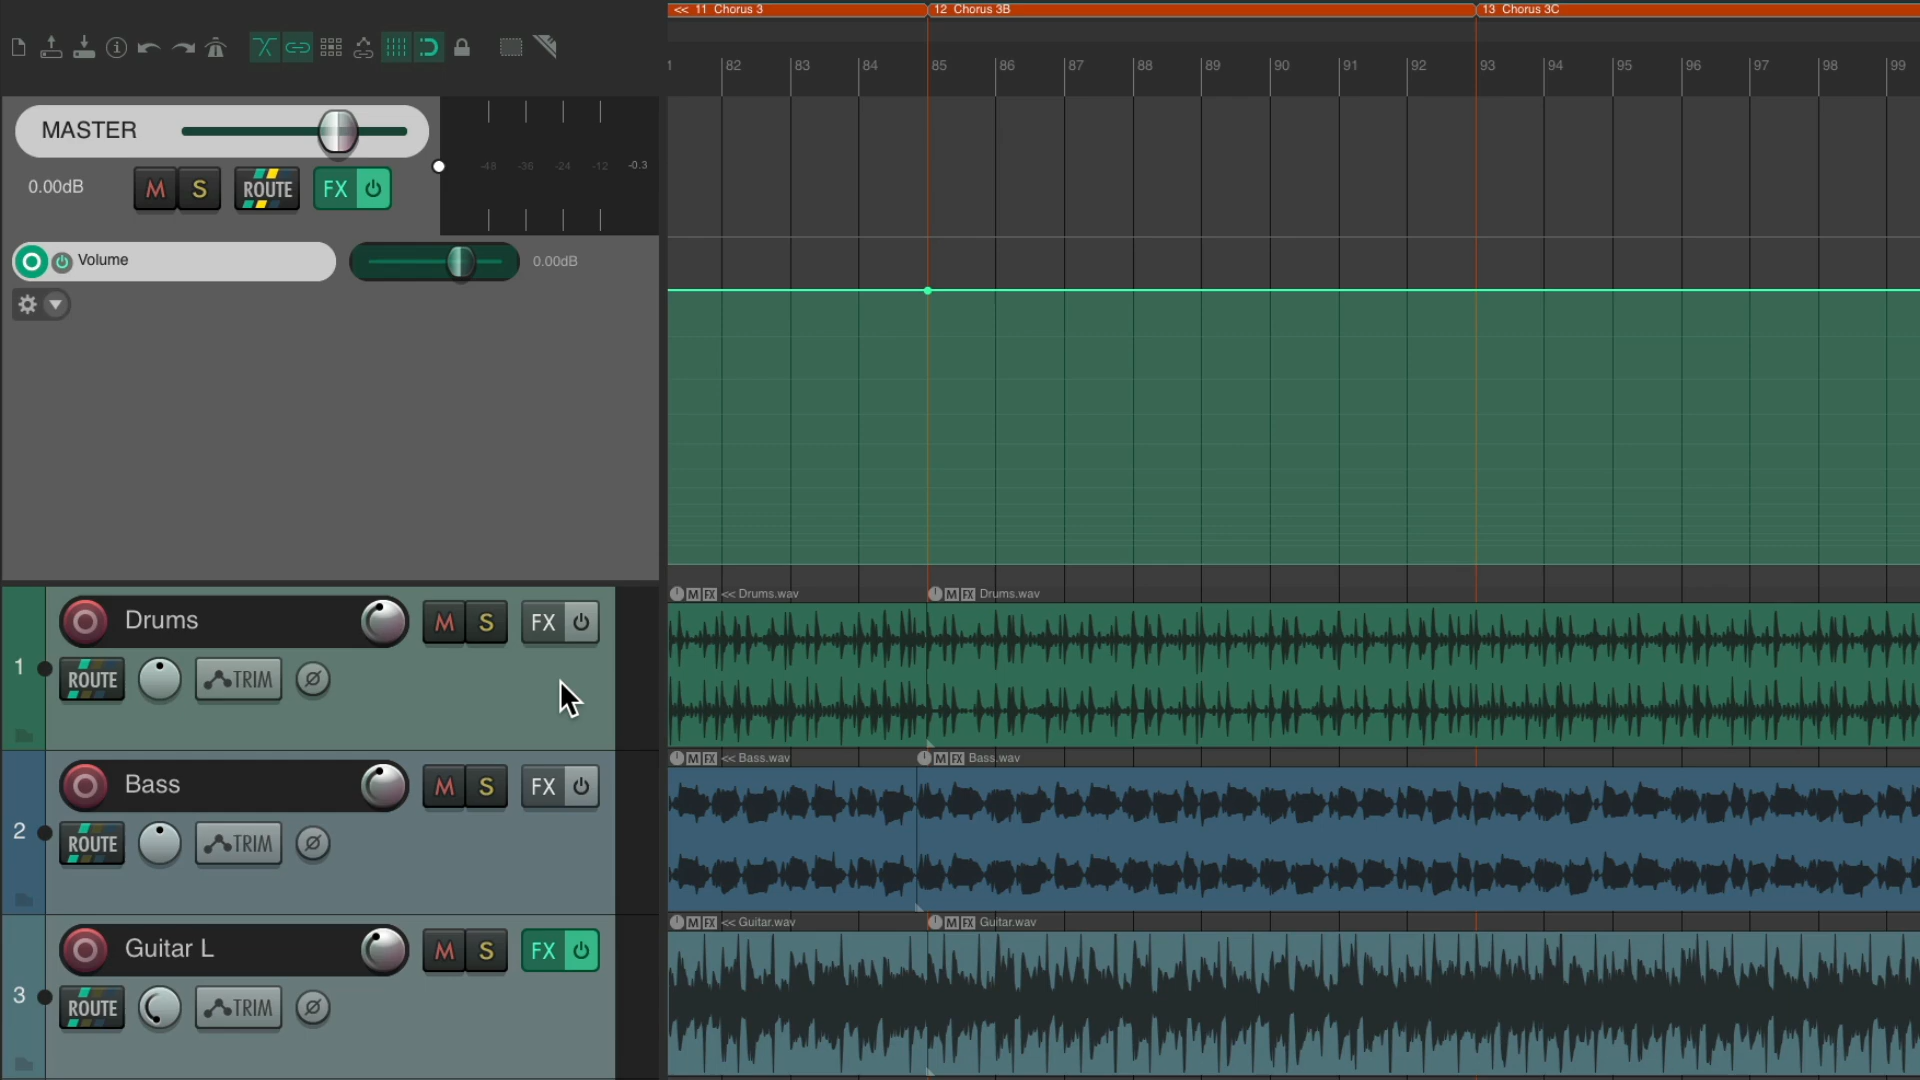 << 11 Chorus 3
12 Chorus 3B
13 Chorus 3C
1 82 83 84 85 86 87 88 89 90 91 92 93 94 95 96 97 98 99
MASTER
-48 -36 -24 -12 -0.3
0.00dB M S ROUTE FX
Volume 0.00dB
<< Drums.wav M FX Drums.wav
M FX
1 Drums M S FX
ROUTE TRIM Ø
M FX << Bass.wav M FX Bass.wav
2 Bass M S FX
ROUTE TRIM Ø
M FX << Guitar.wav M FX Guitar.wav
3 Guitar L M S FX
ROUTE TRIM Ø